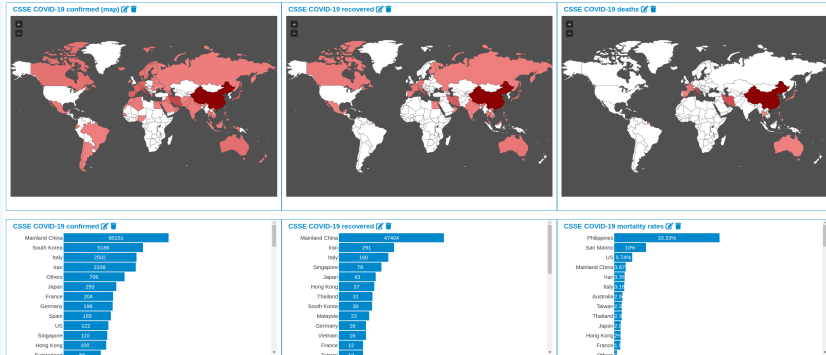 CSSE COVID-19 confirmed (map)
CSSE COVID-19 recovered
CSSE COVID-19 deaths
+
−
+
−
+
−
CSSE COVID-19 confirmed
Mainland China 80151
South Korea 5186
Italy 2502
Iran 2336
Others 706
Japan 293
France 204
Germany 196
Spain 165
US 122
Singapore 110
Hong Kong 100
CSSE COVID-19 recovered
Mainland China 47404
Iran 291
Italy 160
Singapore 78
Japan 43
Hong Kong 37
Thailand 31
South Korea 30
Malaysia 22
Germany 16
Vietnam 16
France 12
CSSE COVID-19 mortality rates
Philippines 33.33%
San Marino 10%
US 5.74%
Mainland China
Iran
Italy
Australia
Taiwan
Thailand
Japan
Hong Kong
France